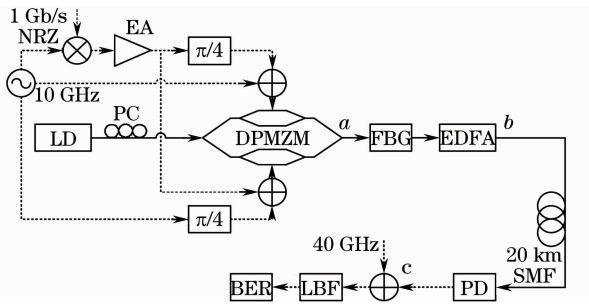 1 Gb/s
NRZ
EA
π/4
10 GHz
PC
LD
DPMZM
a
FBG
EDFA
b
π/4
20 km
SMF
40 GHz
c
BER
LBF
PD